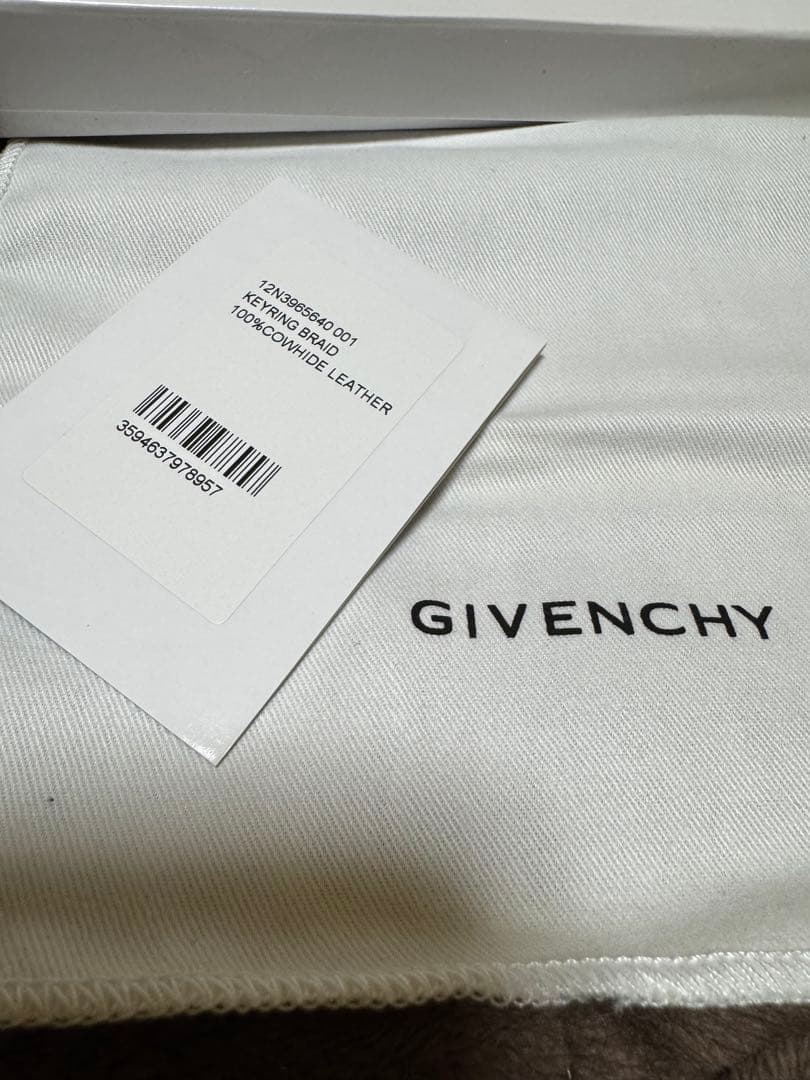 12N3965640 001
KEYRING BRAID
100%COWHIDE LEATHER
3594637978957
GIVENCHY